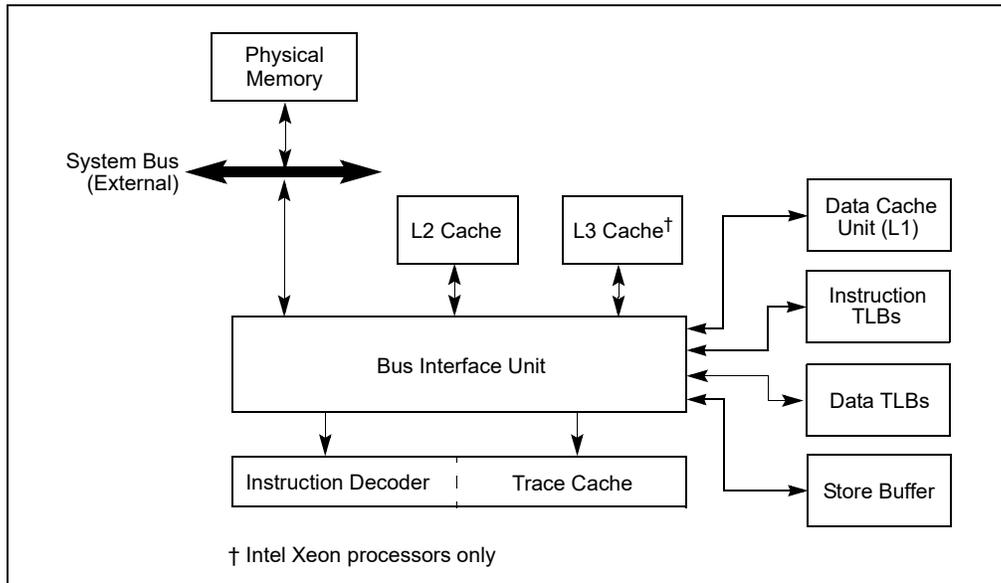 Physical
Memory
System Bus
(External)
L2 Cache
L3 Cache†
Data Cache
Unit (L1)
Instruction
TLBs
Bus Interface Unit
Data TLBs
Instruction Decoder
Trace Cache
Store Buffer
† Intel Xeon processors only